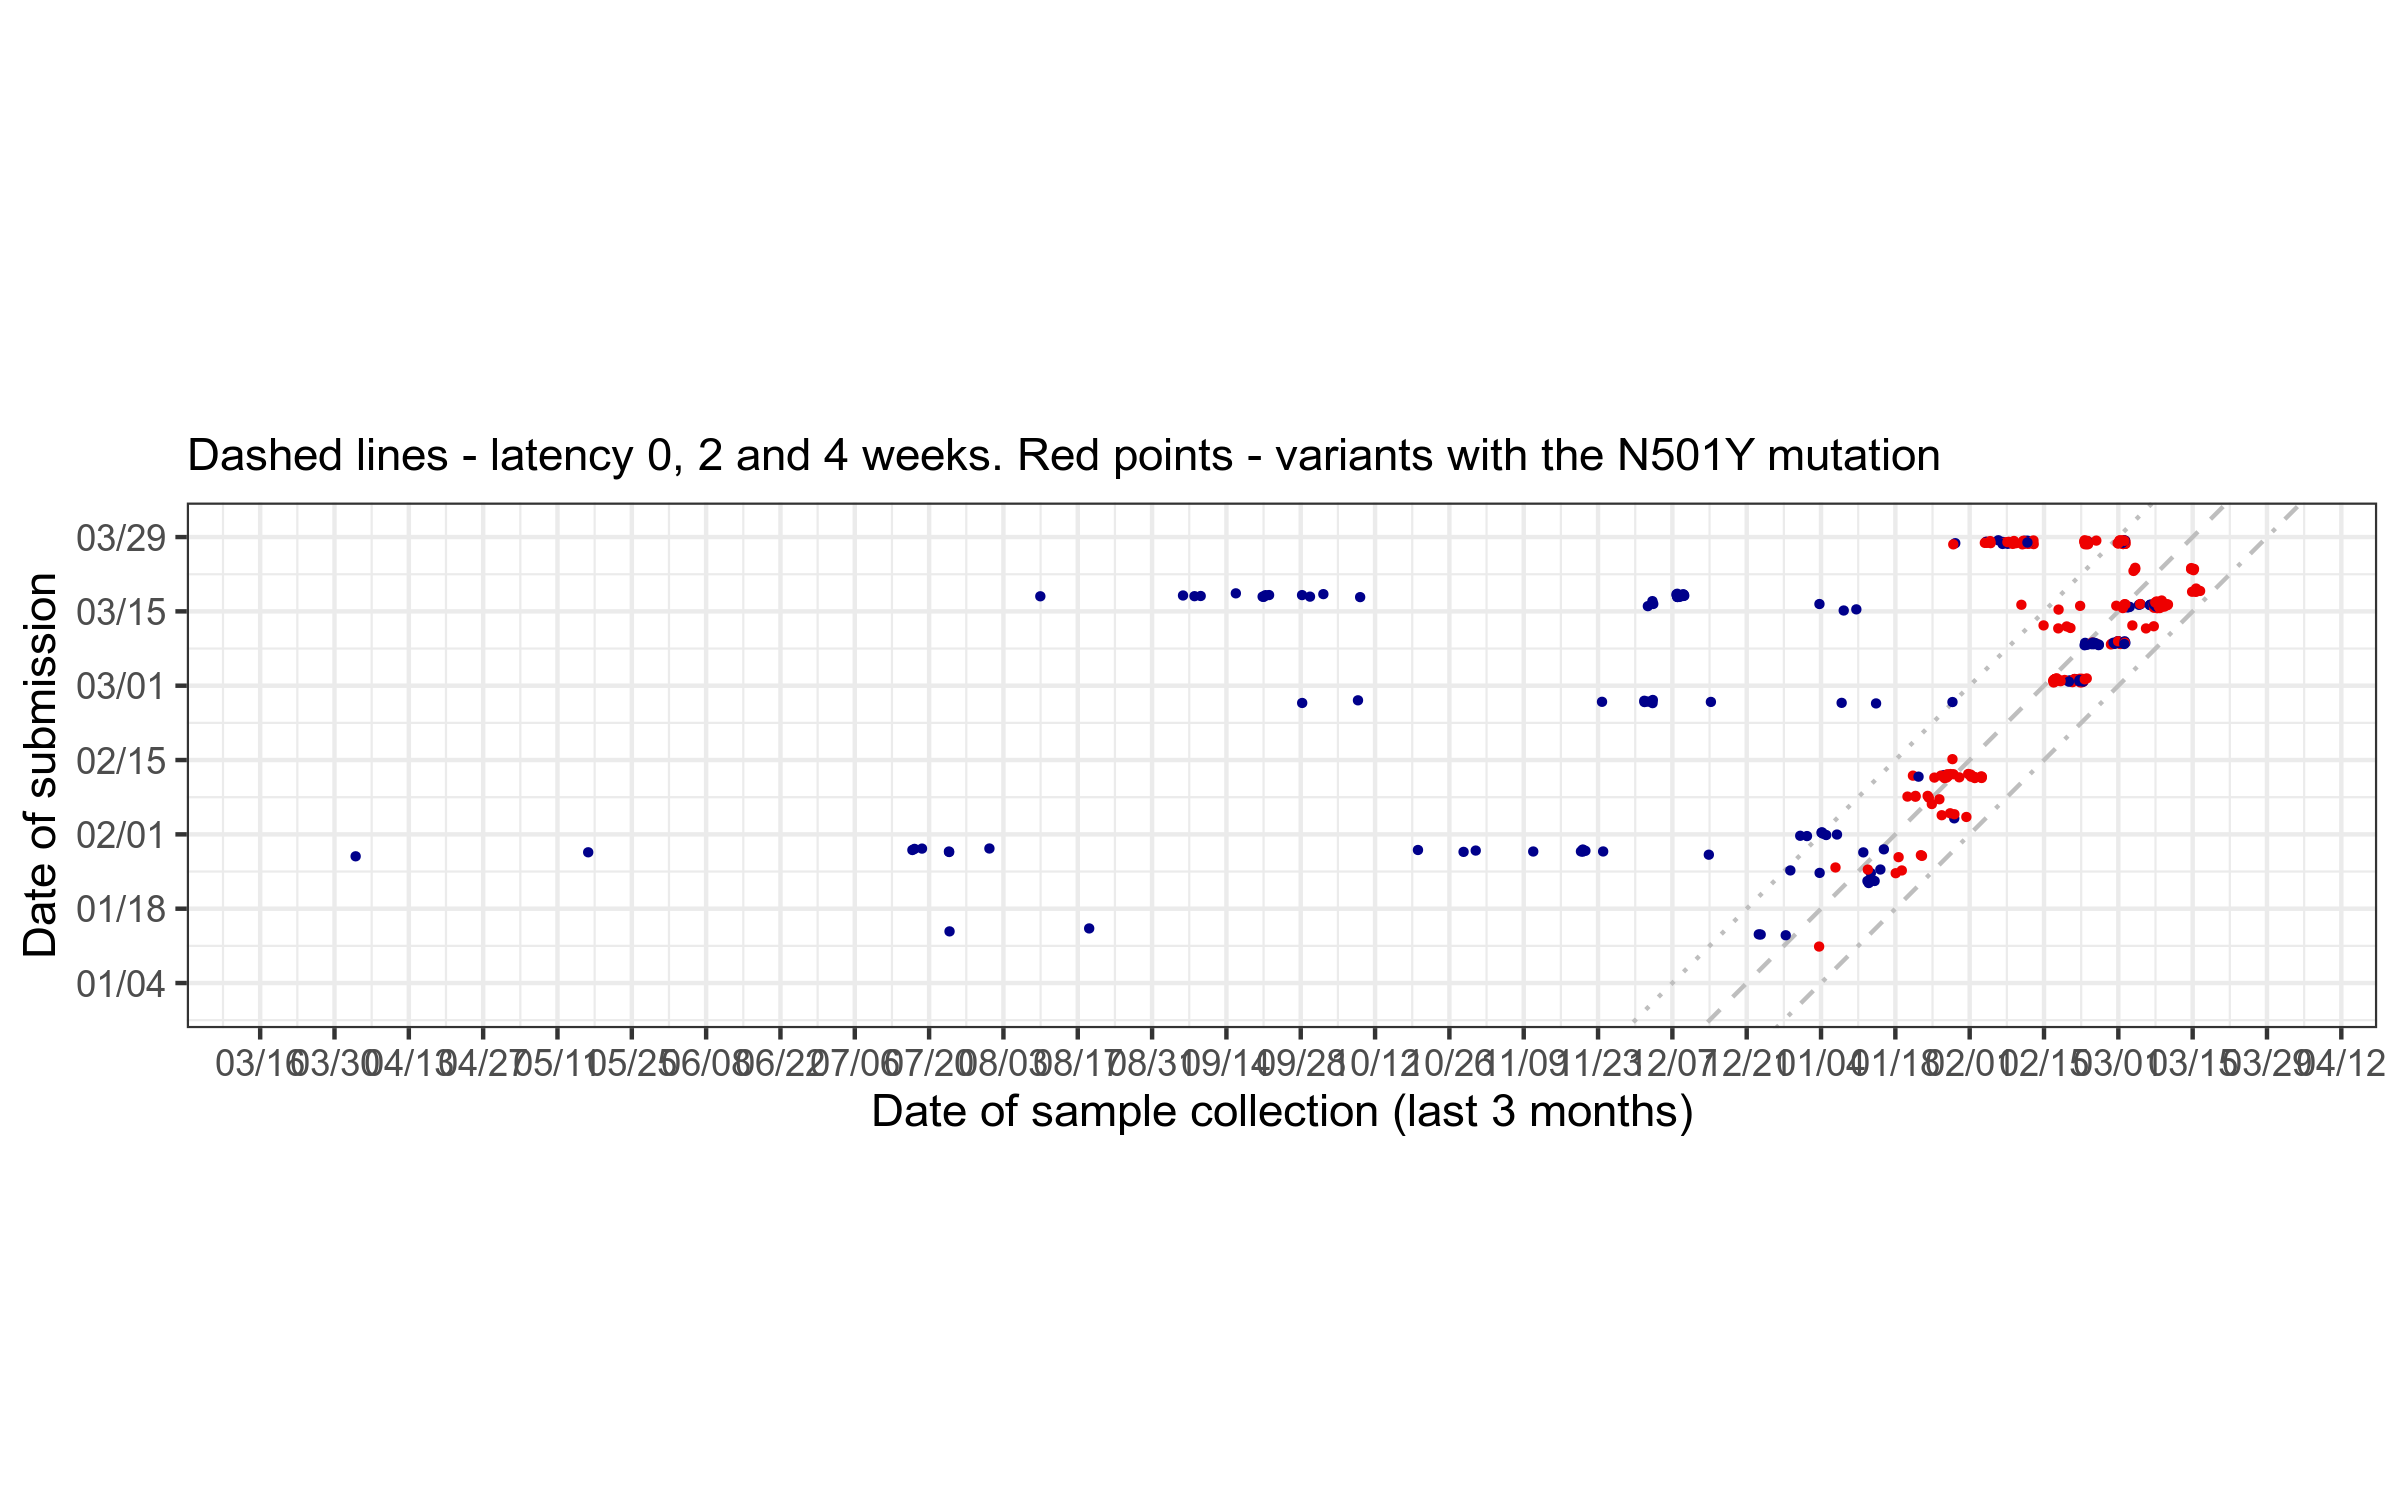 Dashed lines - latency 0, 2 and 4 weeks. Red points - variants with the N501Y mutation
Date of submission
03/29
03/15
03/01
02/15
02/01
01/18
01/04
03/16 03/30 04/13 04/27 05/11 05/25 06/08 06/22 07/06 07/20 08/03 08/17 08/31 09/14 09/28 10/12 10/26 11/09 11/23 12/07 12/21 01/04 01/18 02/01 02/15 03/01 03/15 03/29 04/12
Date of sample collection (last 3 months)